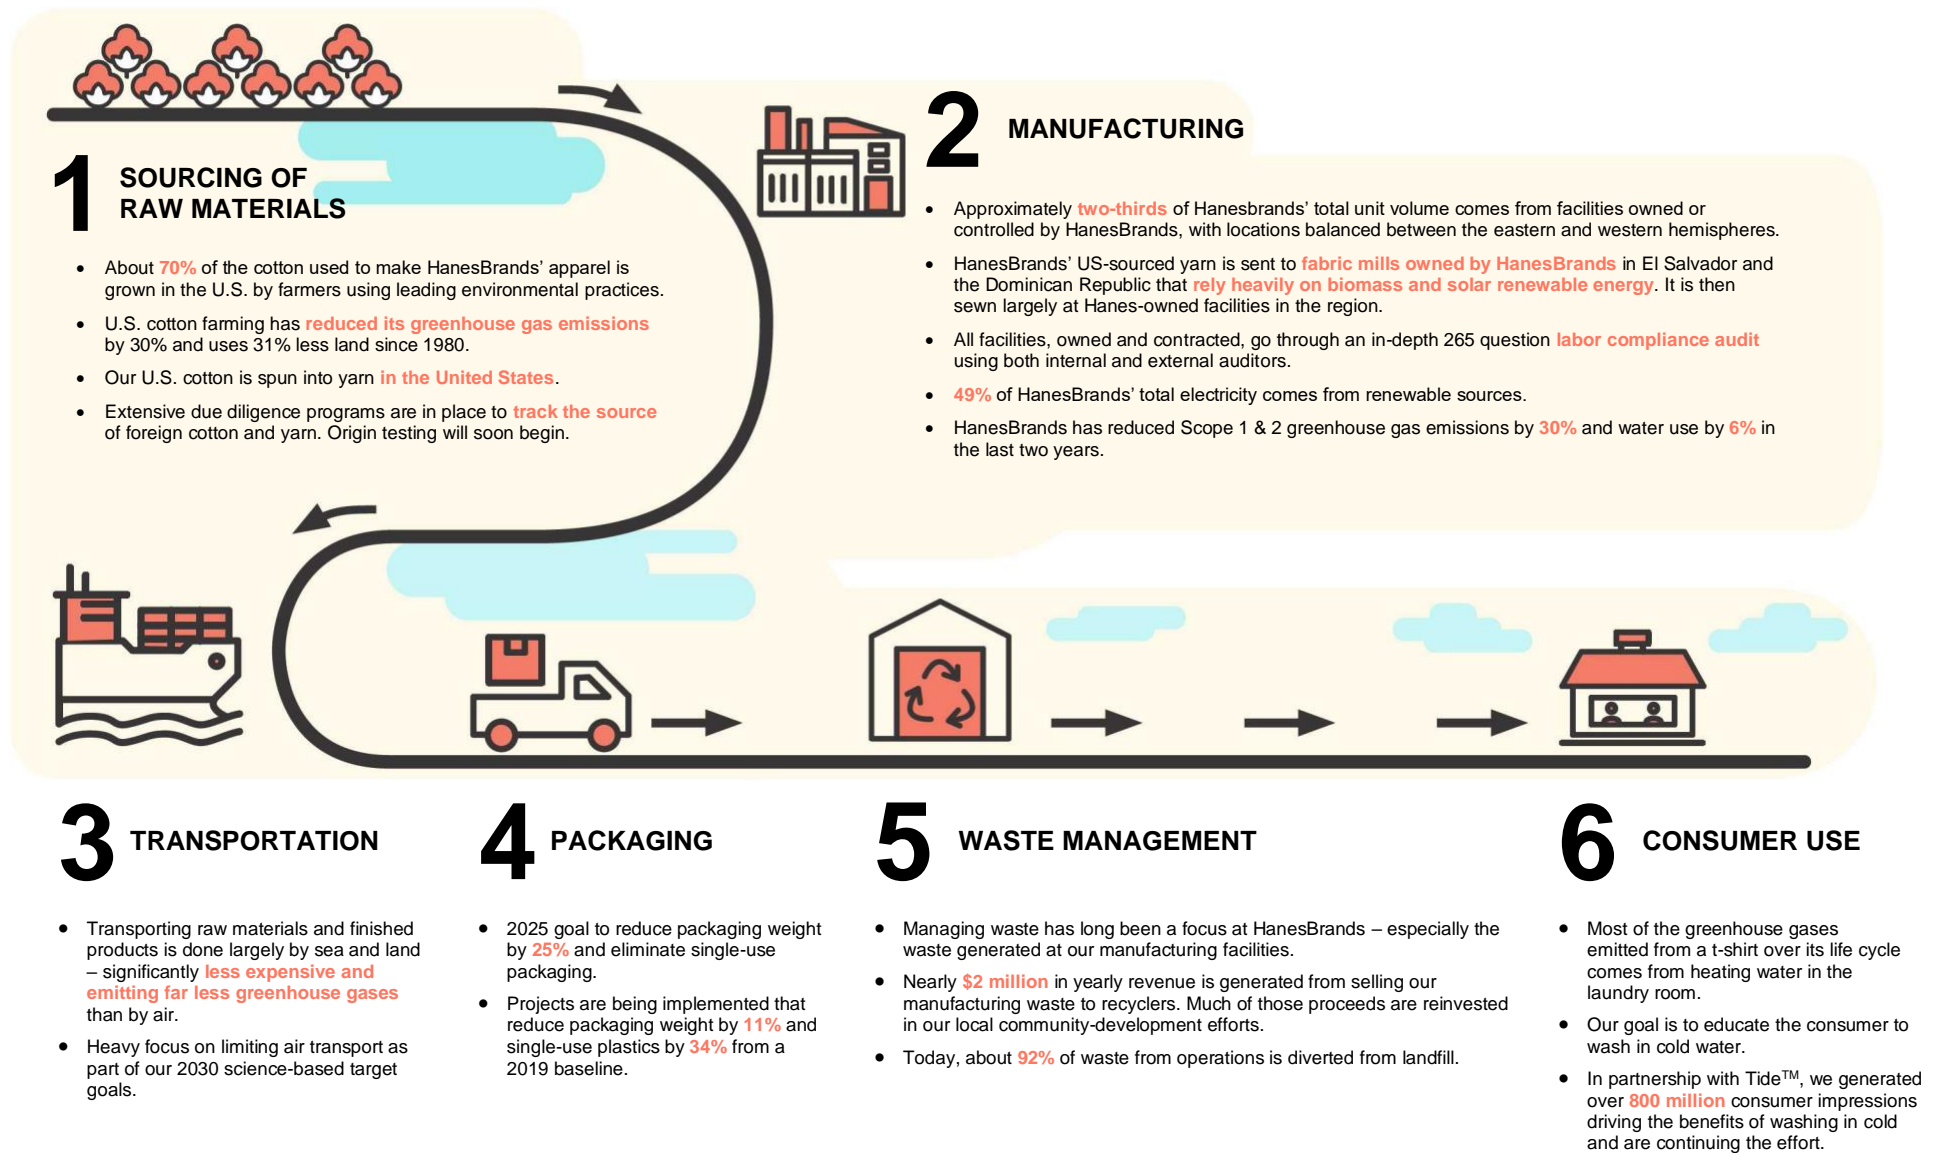 1
SOURCING OF
RAW MATERIALS
• About 70% of the cotton used to make HanesBrands’ apparel is
grown in the U.S. by farmers using leading environmental practices.
• U.S. cotton farming has reduced its greenhouse gas emissions
by 30% and uses 31% less land since 1980.
• Our U.S. cotton is spun into yarn in the United States.
• Extensive due diligence programs are in place to track the source
of foreign cotton and yarn. Origin testing will soon begin.
2 MANUFACTURING
• Approximately two-thirds of Hanesbrands’ total unit volume comes from facilities owned or
controlled by HanesBrands, with locations balanced between the eastern and western hemispheres.
• HanesBrands’ US-sourced yarn is sent to fabric mills owned by HanesBrands in El Salvador and
the Dominican Republic that rely heavily on biomass and solar renewable energy. It is then
sewn largely at Hanes-owned facilities in the region.
• All facilities, owned and contracted, go through an in-depth 265 question labor compliance audit
using both internal and external auditors.
• 49% of HanesBrands’ total electricity comes from renewable sources.
• HanesBrands has reduced Scope 1 & 2 greenhouse gas emissions by 30% and water use by 6% in
the last two years.
3 TRANSPORTATION
• Transporting raw materials and finished
products is done largely by sea and land
– significantly less expensive and
emitting far less greenhouse gases
than by air.
• Heavy focus on limiting air transport as
part of our 2030 science-based target
goals.
4 PACKAGING
• 2025 goal to reduce packaging weight
by 25% and eliminate single-use
packaging.
• Projects are being implemented that
reduce packaging weight by 11% and
single-use plastics by 34% from a
2019 baseline.
5 WASTE MANAGEMENT
• Managing waste has long been a focus at HanesBrands – especially the
waste generated at our manufacturing facilities.
• Nearly $2 million in yearly revenue is generated from selling our
manufacturing waste to recyclers. Much of those proceeds are reinvested
in our local community-development efforts.
• Today, about 92% of waste from operations is diverted from landfill.
6 CONSUMER USE
• Most of the greenhouse gases
emitted from a t-shirt over its life cycle
comes from heating water in the
laundry room.
• Our goal is to educate the consumer to
wash in cold water.
• In partnership with Tide™, we generated
over 800 million consumer impressions
driving the benefits of washing in cold
and are continuing the effort.